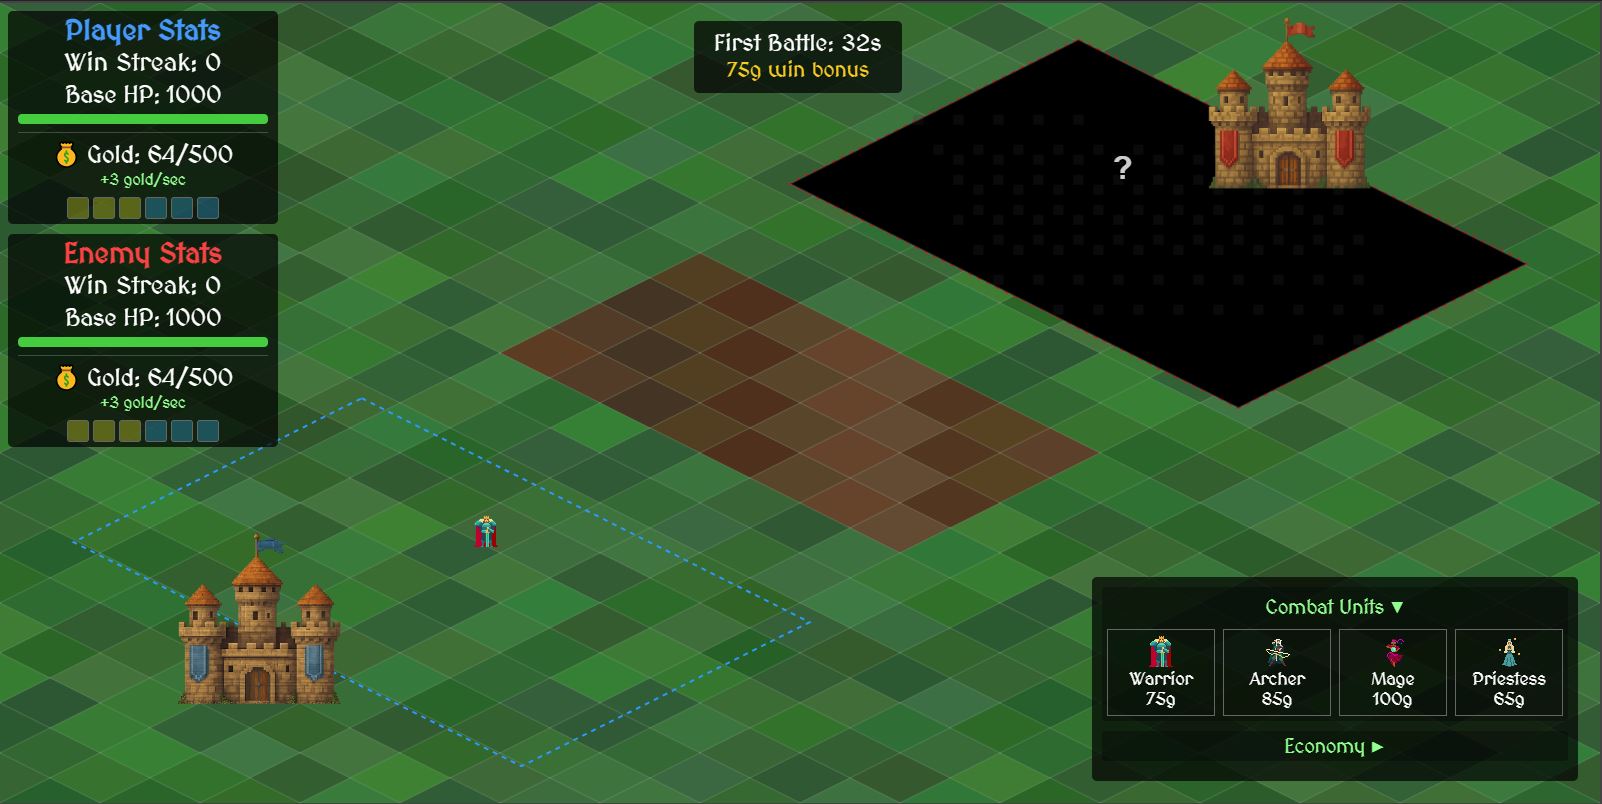 Player Stats
Win Streak: 0
Base HP: 1000
Gold: 64/500
+3 gold/sec
Enemy Stats
Win Streak: 0
Base HP: 1000
Gold: 64/500
+3 gold/sec
First Battle: 32s
75g win bonus
?
Combat Units ▼
Warrior
75g
Archer
85g
Mage
100g
Priestess
65g
Economy ►